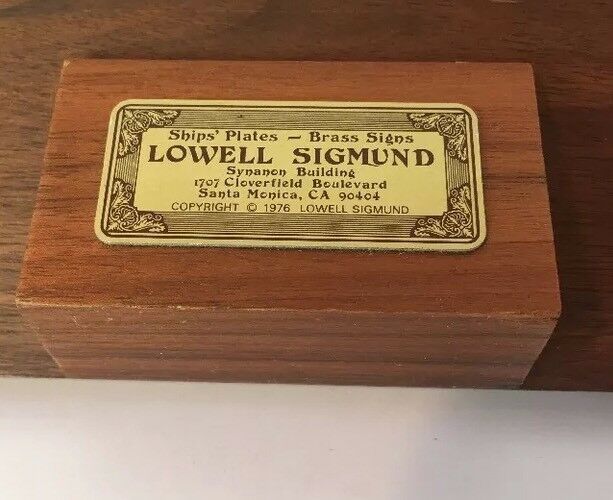 Ships' Plates – Brass Signs
LOWELL SIGMUND
Synanon Building
1707 Cloverfield Boulevard
Santa Monica, CA 90404
COPYRIGHT © 1976 LOWELL SIGMUND